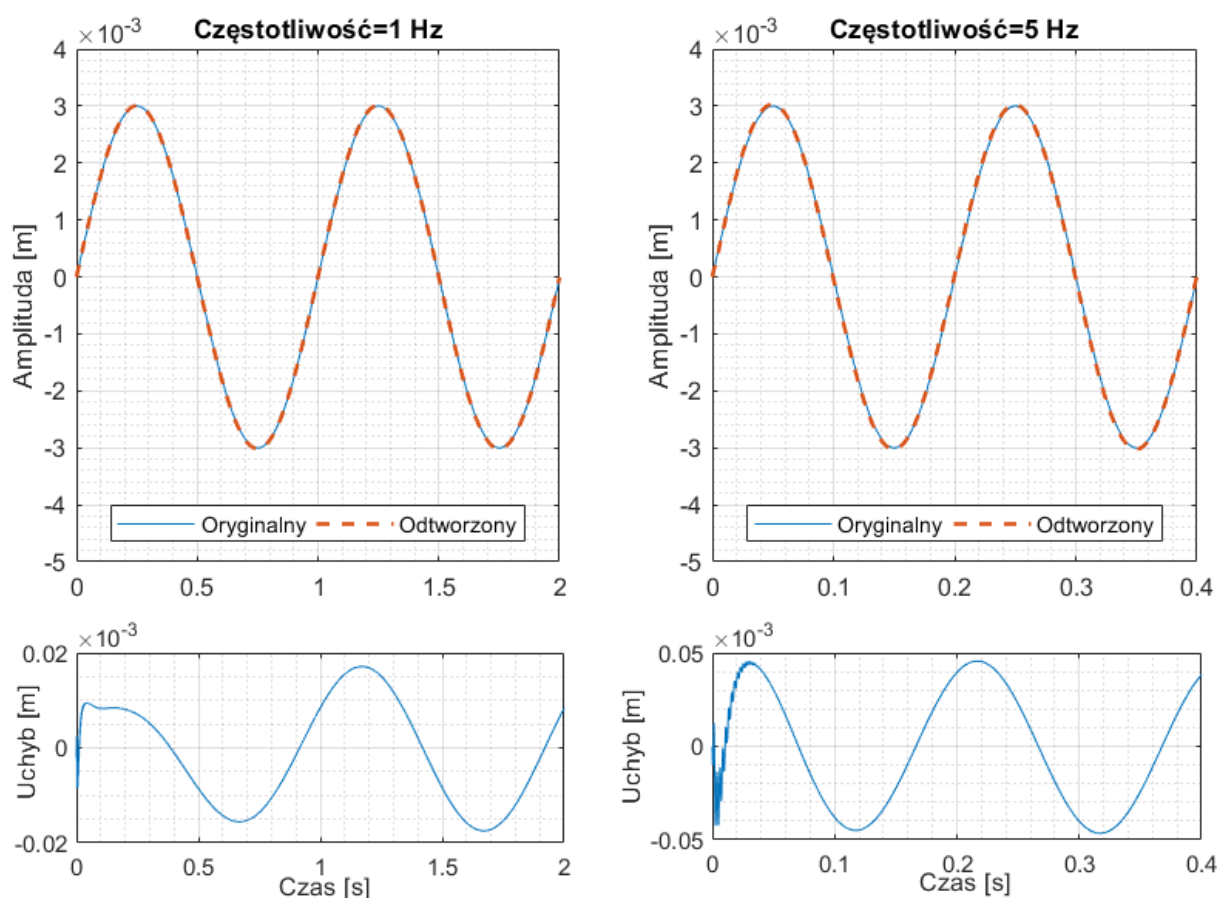 ×10-3
Częstotliwość=1 Hz
4
3
2
1
0
-1
-2
-3
-4
-5
Amplituda [m]
Oryginalny Odtworzony
0 0.5 1 1.5 2
×10-3
Częstotliwość=5 Hz
4
3
2
1
0
-1
-2
-3
-4
-5
Amplituda [m]
Oryginalny Odtworzony
0 0.1 0.2 0.3 0.4
×10-3
0.02
0
-0.02
Uchyb [m]
0 0.5 1 1.5 2
Czas [s]
×10-3
0.05
0
-0.05
Uchyb [m]
0 0.1 0.2 0.3 0.4
Czas [s]